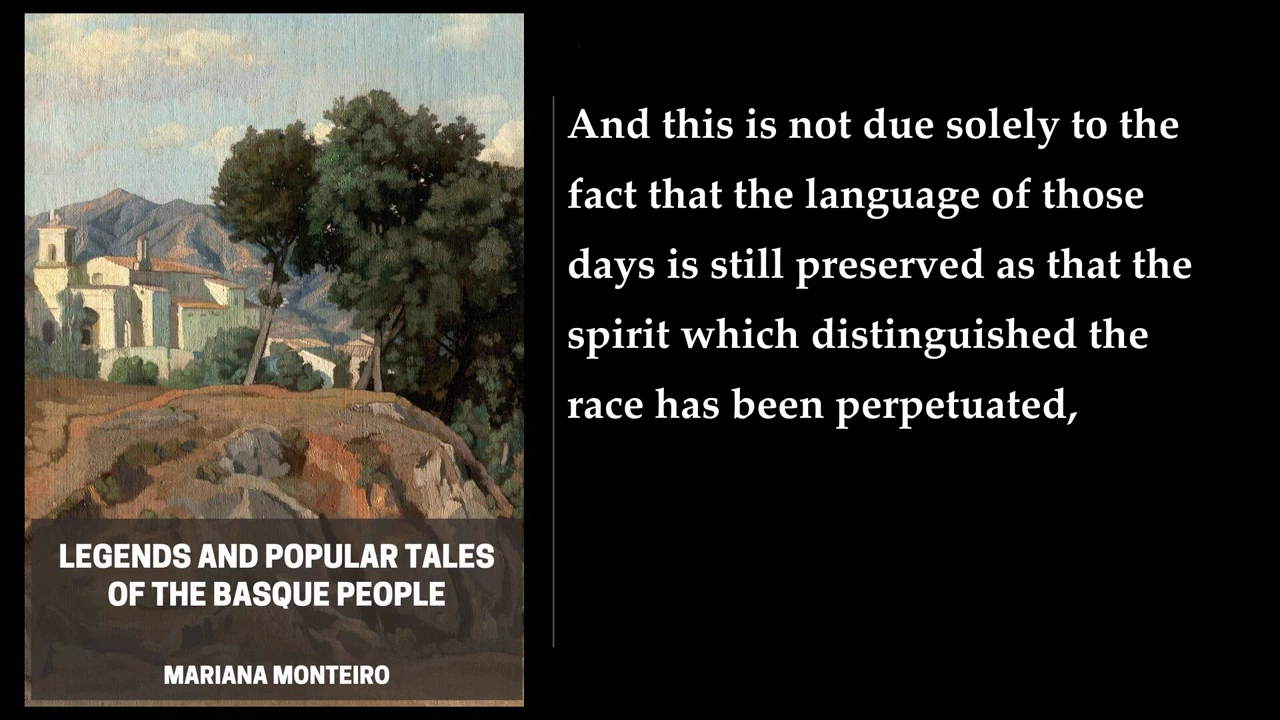 And this is not due solely to the
fact that the language of those
days is still preserved as that the
spirit which distinguished the
race has been perpetuated,
LEGENDS AND POPULAR TALES
OF THE BASQUE PEOPLE
MARIANA MONTEIRO